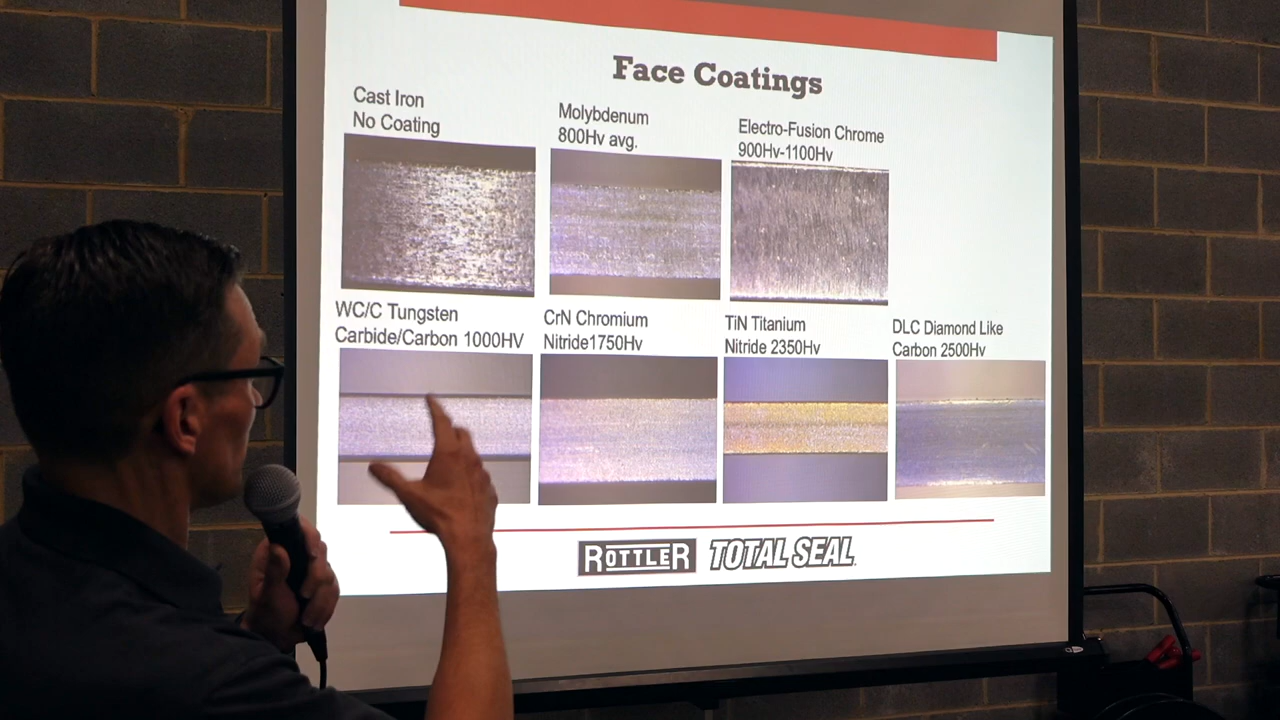 Face Coatings
Cast Iron
No Coating
Molybdenum
800Hv avg.
Electro-Fusion Chrome
900Hv-1100Hv
WC/C Tungsten
Carbide/Carbon 1000HV
CrN Chromium
Nitride1750Hv
TiN Titanium
Nitride 2350Hv
DLC Diamond Like
Carbon 2500Hv
ROTTLER TOTAL SEAL